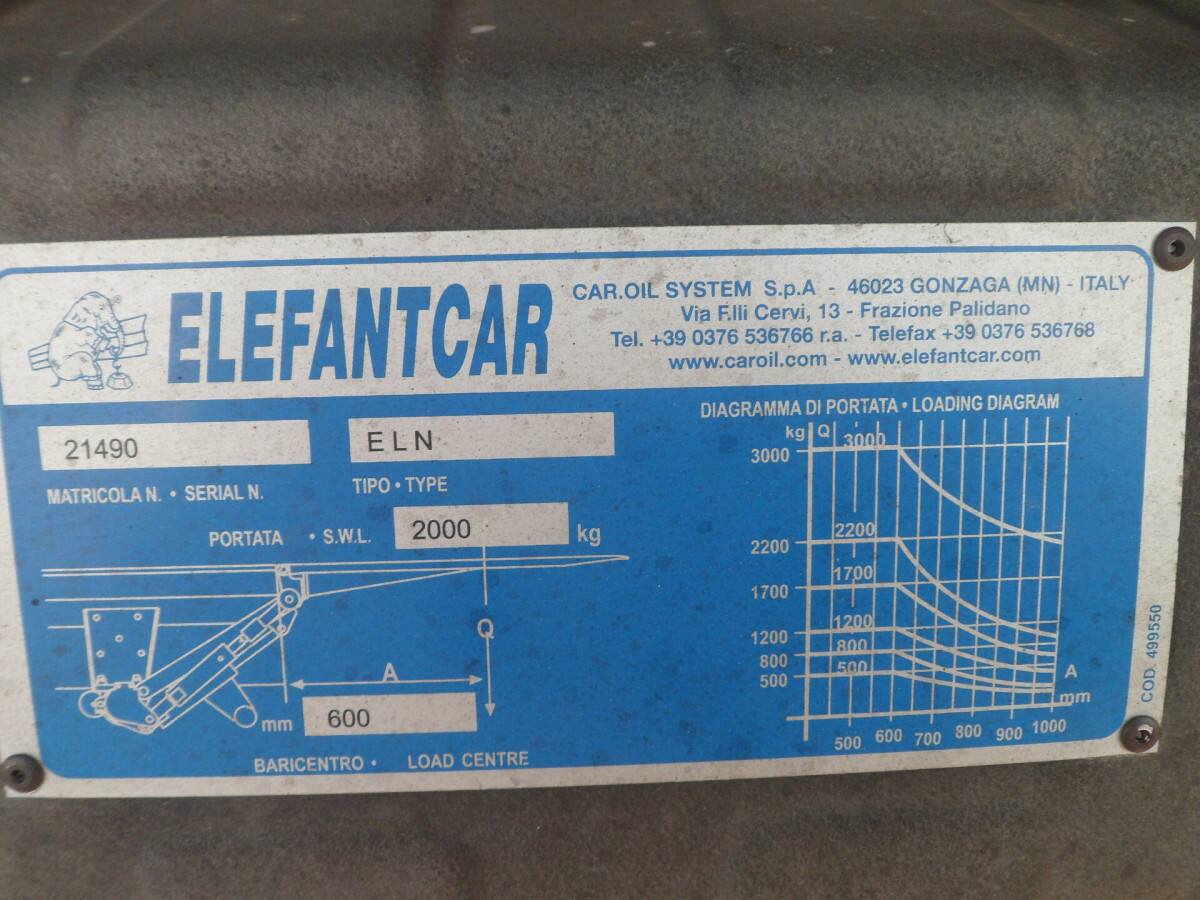 ELEFANTCAR
CAR.OIL SYSTEM S.p.A - 46023 GONZAGA (MN) - ITALY
Via F.lli Cervi, 13 - Frazione Palidano
Tel. +39 0376 536766 r.a. - Telefax +39 0376 536768
www.caroil.com - www.elefantcar.com
21490
MATRICOLA N. • SERIAL N.
ELN
TIPO • TYPE
PORTATA • S.W.L. 2000 kg
Q
A
mm 600
BARICENTRO • LOAD CENTRE
DIAGRAMMA DI PORTATA • LOADING DIAGRAM
kg Q
3000 3000
2200 2200
1700 1700
1200 1200
800 800
500 500
A
mm
500 600 700 800 900 1000
COD. 499550